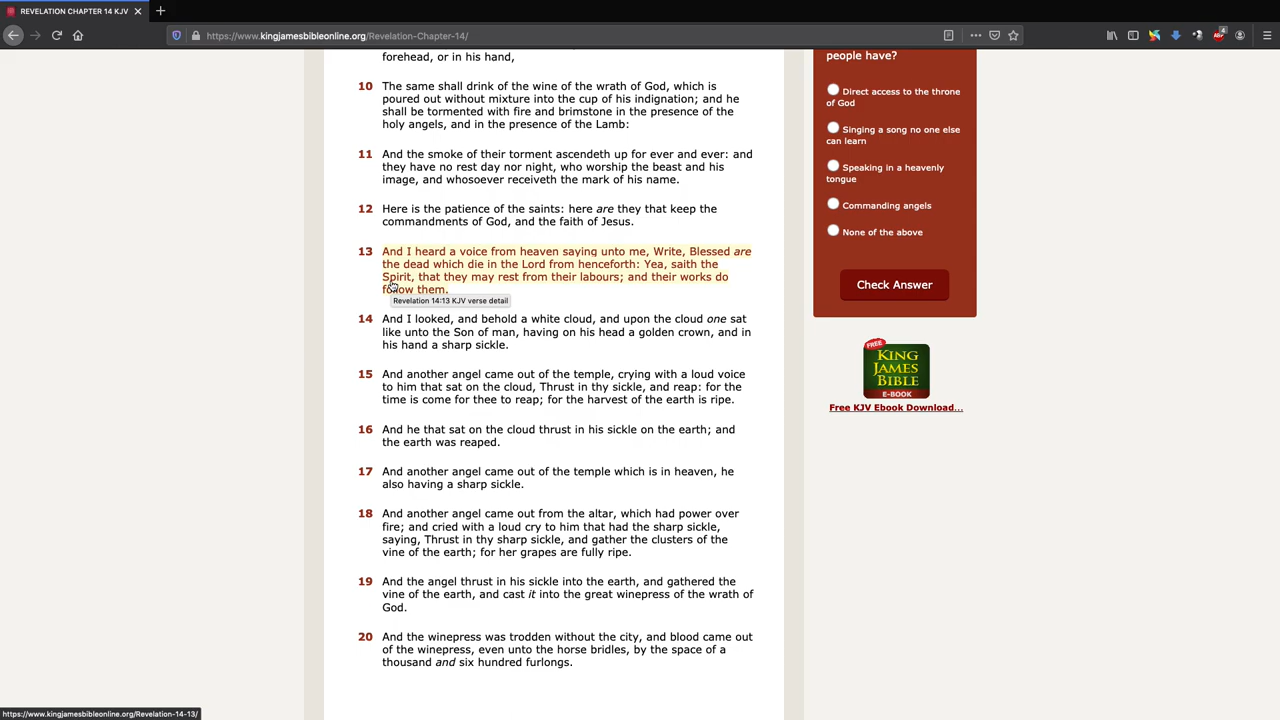 REVELATION CHAPTER 14 KJV
https://www.kingjamesbibleonline.org/Revelation-Chapter-14/
4
forehead, or in his hand,
10 The same shall drink of the wine of the wrath of God, which is
poured out without mixture into the cup of his indignation; and he
shall be tormented with fire and brimstone in the presence of the
holy angels, and in the presence of the Lamb:
11 And the smoke of their torment ascendeth up for ever and ever: and
they have no rest day nor night, who worship the beast and his
image, and whosoever receiveth the mark of his name.
12 Here is the patience of the saints: here are they that keep the
commandments of God, and the faith of Jesus.
13 And I heard a voice from heaven saying unto me, Write, Blessed are
the dead which die in the Lord from henceforth: Yea, saith the
Spirit, that they may rest from their labours; and their works do
follow them.
Revelation 14:13 KJV verse detail
14 And I looked, and behold a white cloud, and upon the cloud one sat
like unto the Son of man, having on his head a golden crown, and in
his hand a sharp sickle.
15 And another angel came out of the temple, crying with a loud voice
to him that sat on the cloud, Thrust in thy sickle, and reap: for the
time is come for thee to reap; for the harvest of the earth is ripe.
16 And he that sat on the cloud thrust in his sickle on the earth; and
the earth was reaped.
17 And another angel came out of the temple which is in heaven, he
also having a sharp sickle.
18 And another angel came out from the altar, which had power over
fire; and cried with a loud cry to him that had the sharp sickle,
saying, Thrust in thy sharp sickle, and gather the clusters of the
vine of the earth; for her grapes are fully ripe.
19 And the angel thrust in his sickle into the earth, and gathered the
vine of the earth, and cast it into the great winepress of the wrath of
God.
20 And the winepress was trodden without the city, and blood came out
of the winepress, even unto the horse bridles, by the space of a
thousand and six hundred furlongs.
people have?
Direct access to the throne
of God
Singing a song no one else
can learn
Speaking in a heavenly
tongue
Commanding angels
None of the above
Check Answer
FREE
KING
JAMES
BIBLE
E-BOOK
Free KJV Ebook Download...
https://www.kingjamesbibleonline.org/Revelation-14-13/